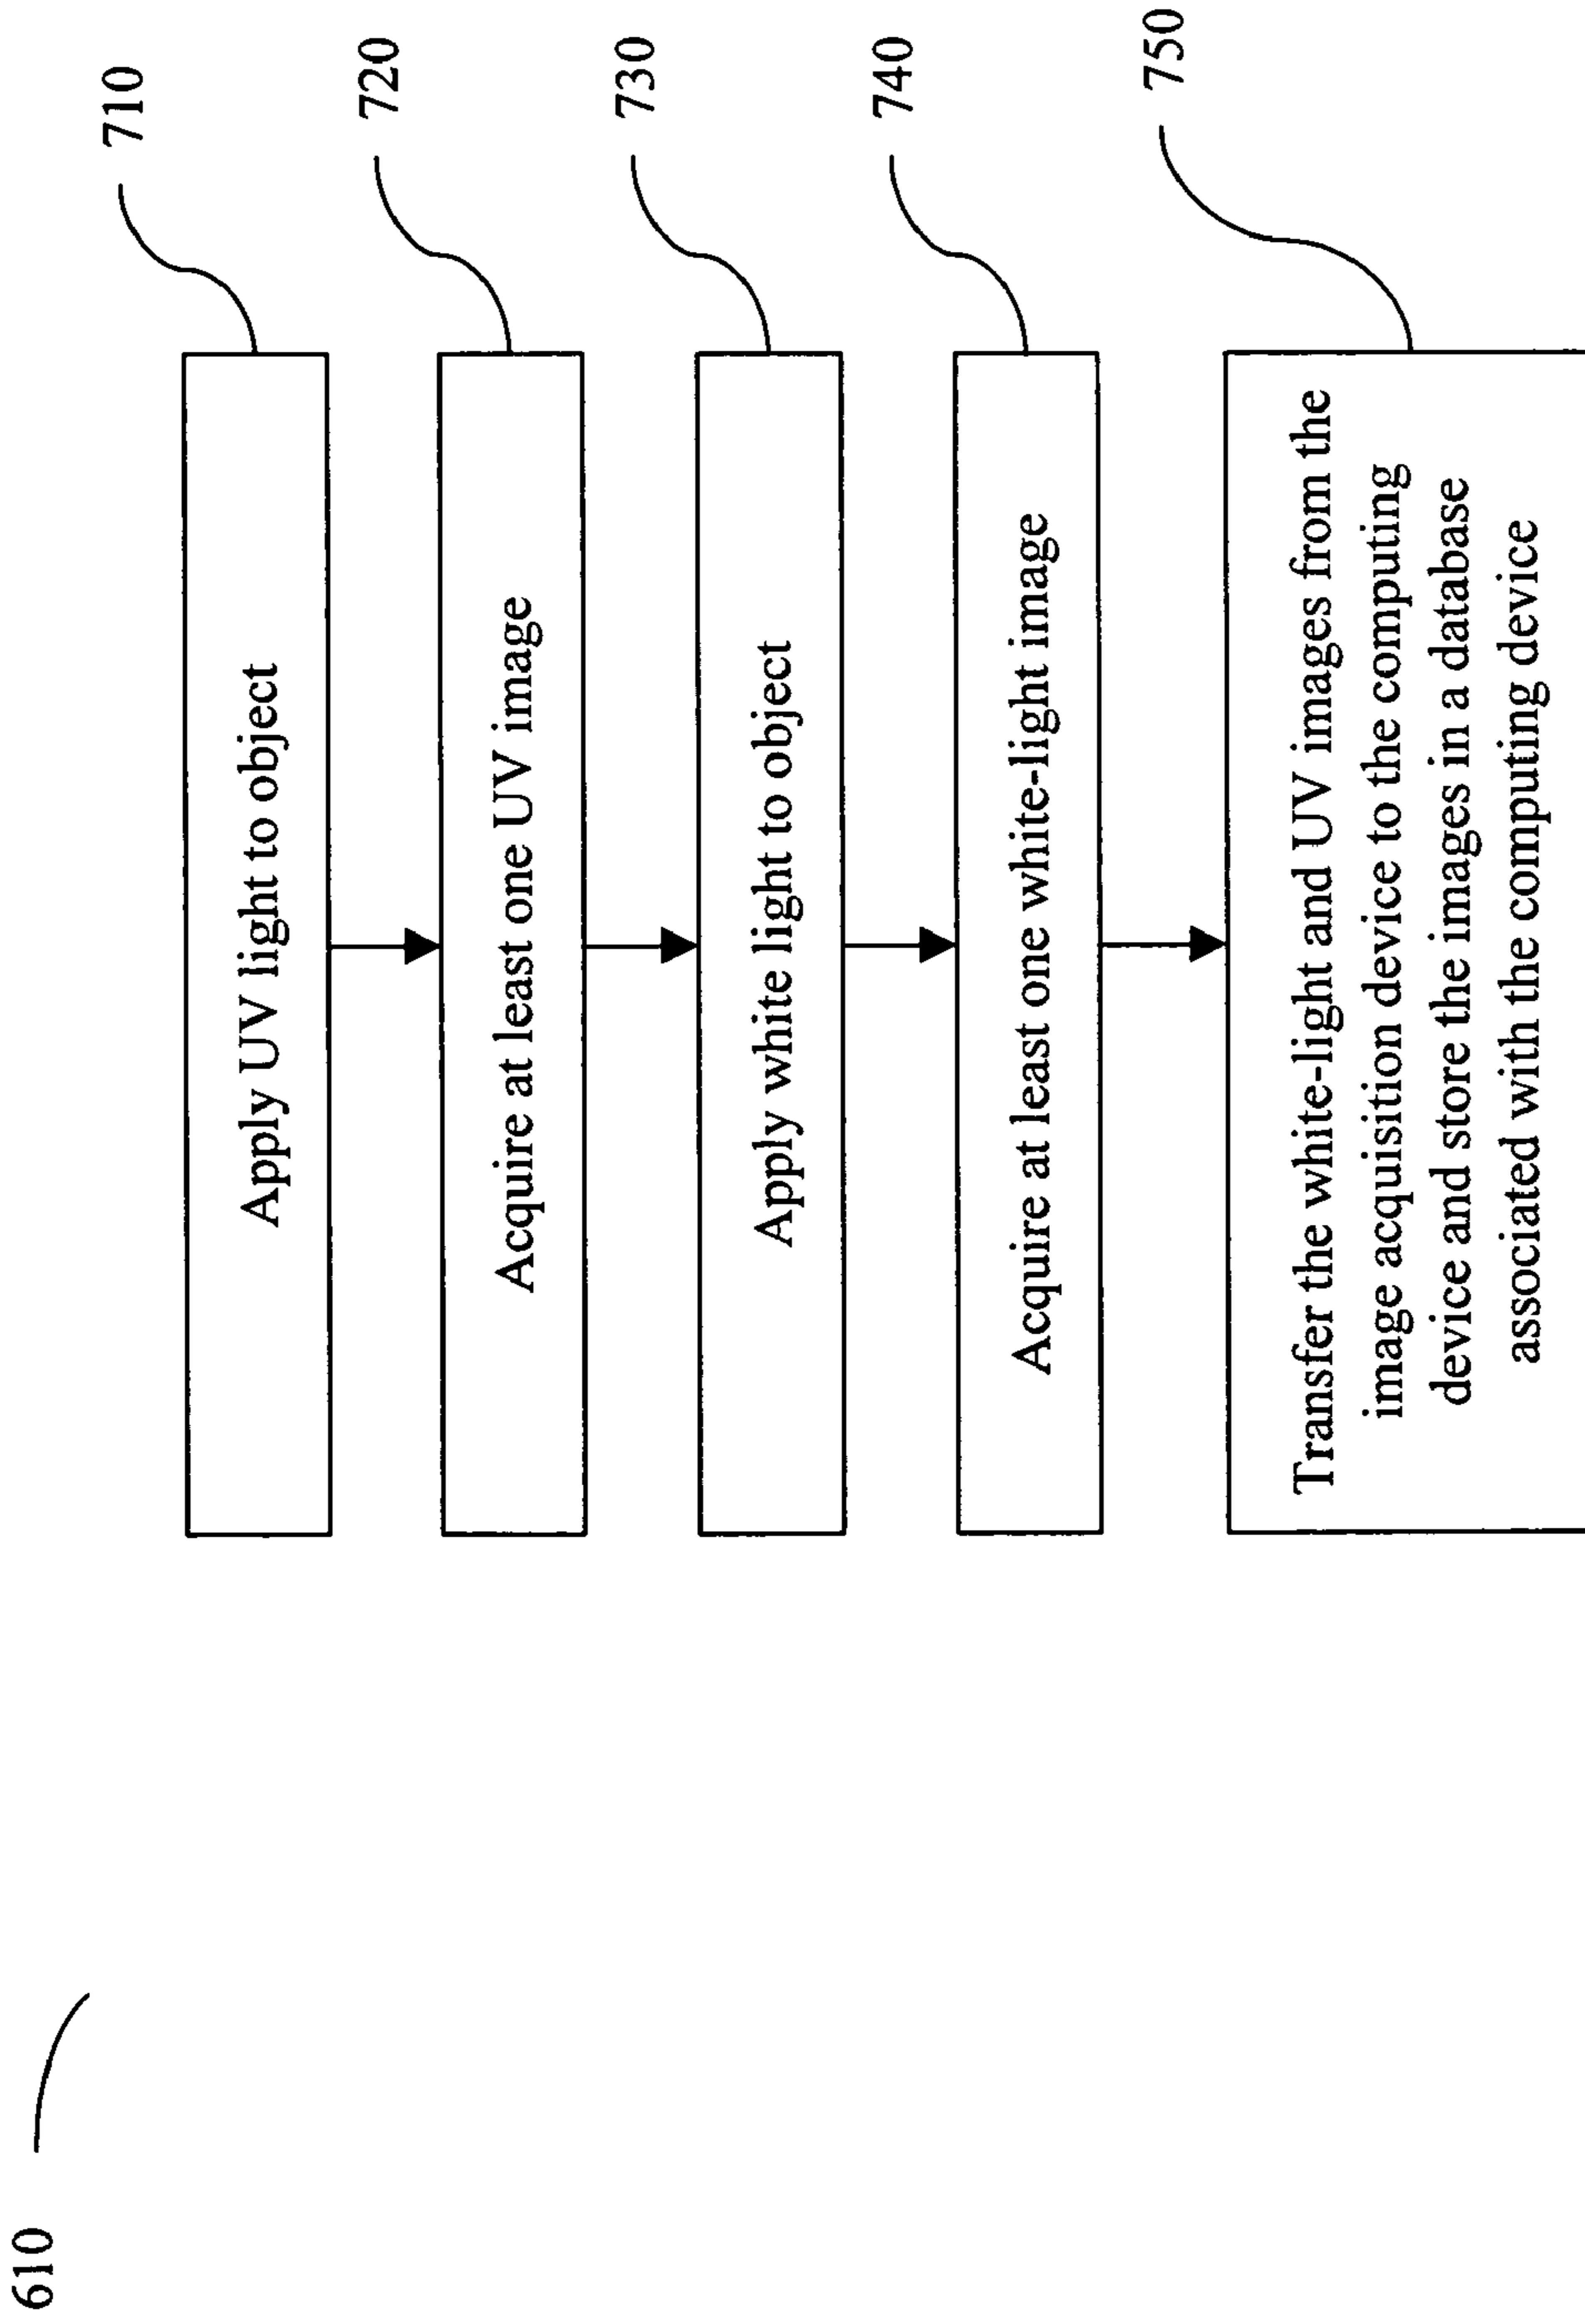 610
710
Apply UV light to object
720
Acquire at least one UV image
730
Apply white light to object
740
Acquire at least one white-light image
750
Transfer the white-light and UV images from the
image acquisition device to the computing
device and store the images in a database
associated with the computing device